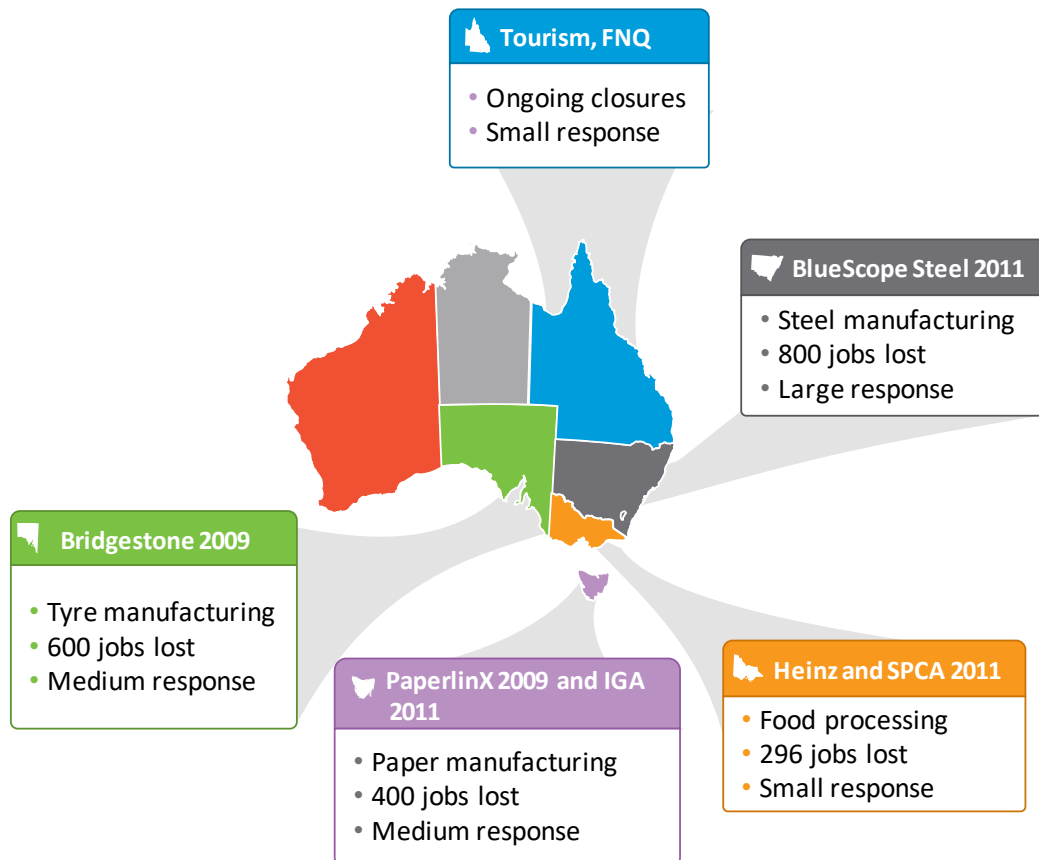 Tourism, FNQ
• Ongoing closures
• Small response
BlueScope Steel 2011
• Steel manufacturing
• 800 jobs lost
• Large response
Bridgestone 2009
• Tyre manufacturing
• 600 jobs lost
• Medium response
PaperlinX 2009 and IGA
2011
• Paper manufacturing
• 400 jobs lost
• Medium response
Heinz and SPCA 2011
• Food processing
• 296 jobs lost
• Small response